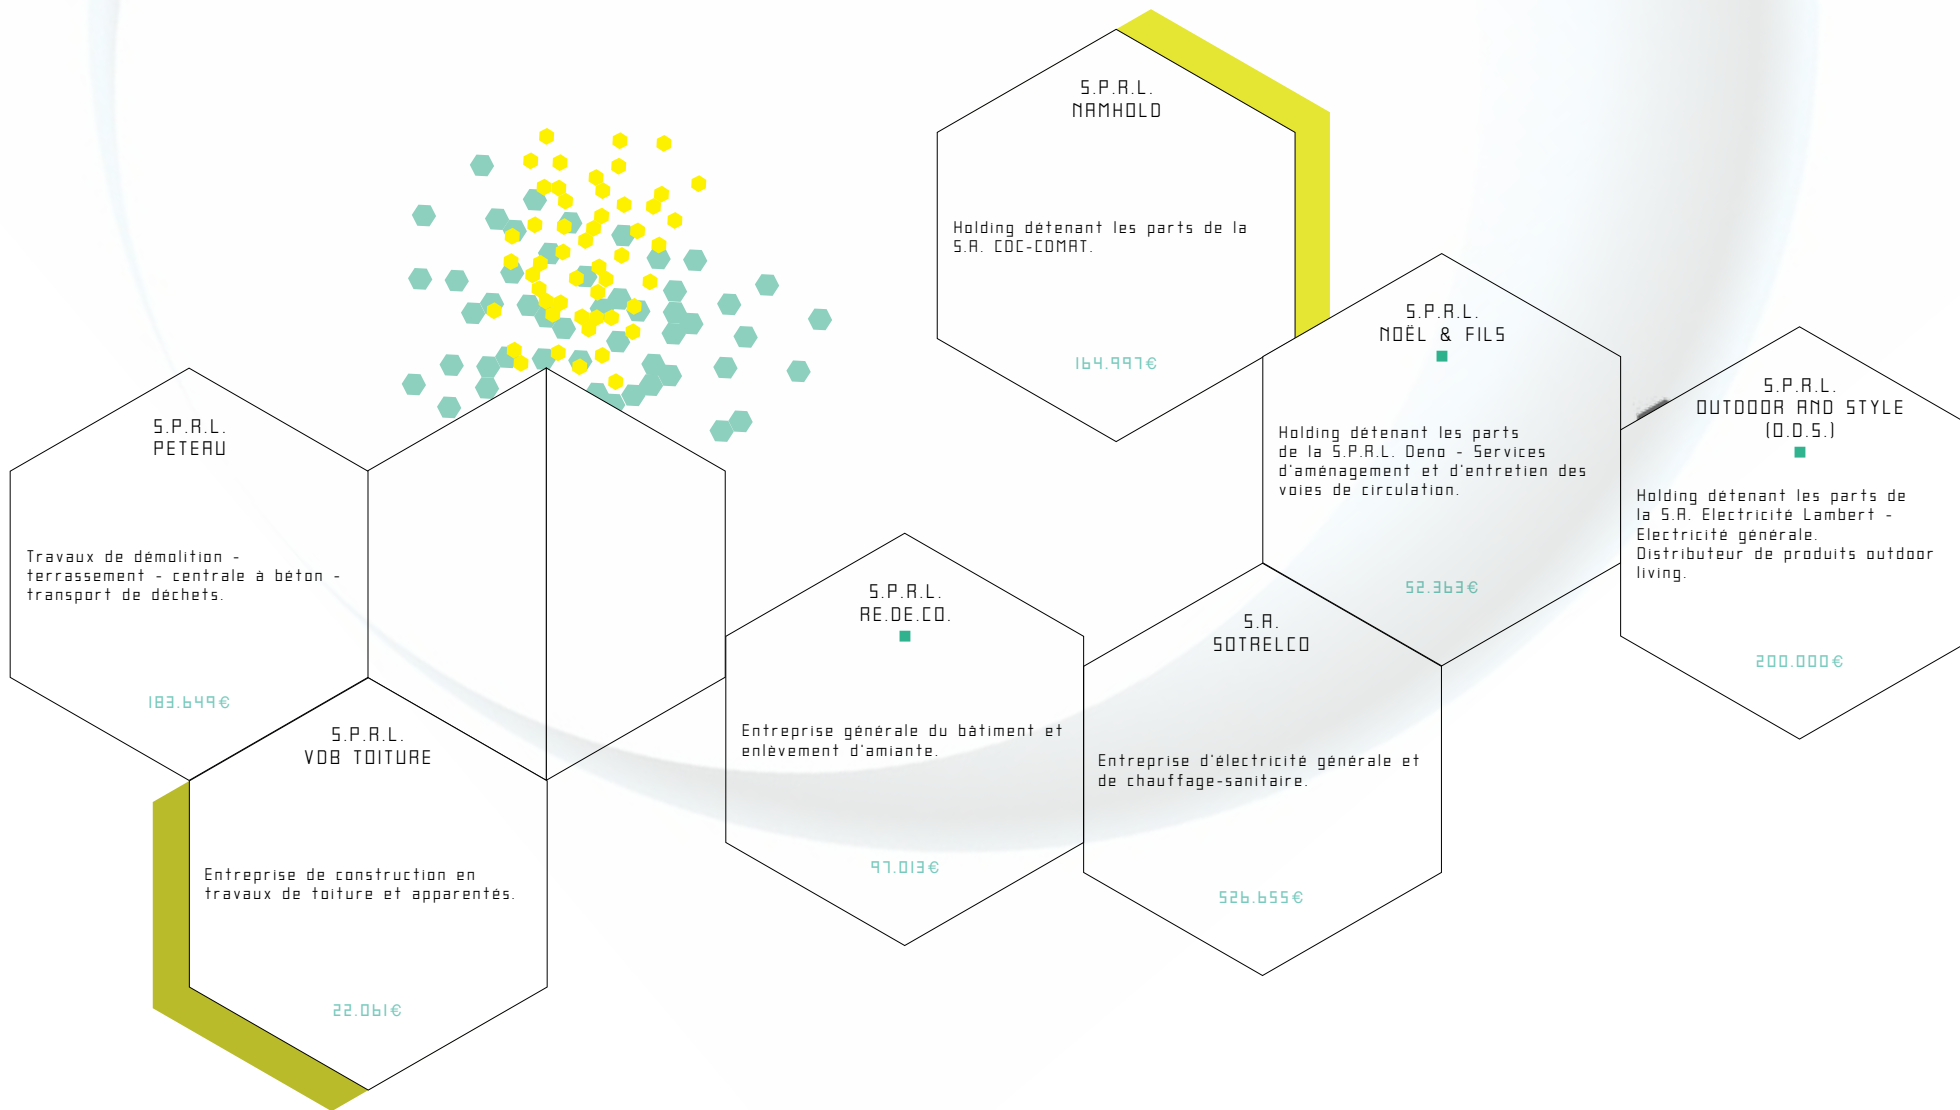 S.P.R.L.
NAMHOLD
Holding détenant les parts de la
S.A. COC-COMAT.
164.997€
S.P.R.L.
NOËL & FILS
Holding détenant les parts
de la S.P.R.L. Deno - Services
d'aménagement et d'entretien des
voies de circulation.
52.363€
S.P.R.L.
OUTDOOR AND STYLE
(O.D.S.)
Holding détenant les parts de
la S.A. Electricité Lambert -
Electricité générale.
Distributeur de produits outdoor
living.
200.000€
S.P.R.L.
PETEAU
Travaux de démolition -
terrassement - centrale à béton -
transport de déchets.
183.649€
S.P.R.L.
VDB TOITURE
Entreprise de construction en
travaux de toiture et apparentés.
22.061€
S.P.R.L.
RE.DE.CO.
Entreprise générale du bâtiment et
enlèvement d'amiante.
97.013€
S.A.
SOTRELCO
Entreprise d'électricité générale et
de chauffage-sanitaire.
526.655€